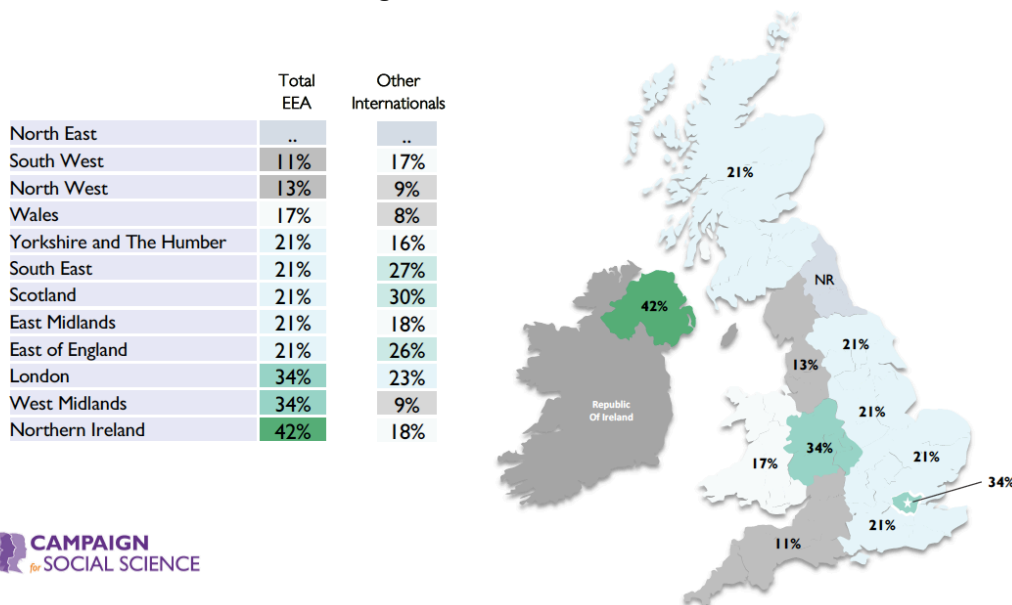 Total EEA Other Internationals
North East .. ..
South West 11% 17%
North West 13% 9%
Wales 17% 8%
Yorkshire and The Humber 21% 16%
South East 21% 27%
Scotland 21% 30%
East Midlands 21% 18%
East of England 21% 26%
London 34% 23%
West Midlands 34% 9%
Northern Ireland 42% 18%
CAMPAIGN
for SOCIAL SCIENCE
21%
NR
42%
21%
13%
Republic
Of Ireland
21%
34%
21%
17%
34%
21%
11%